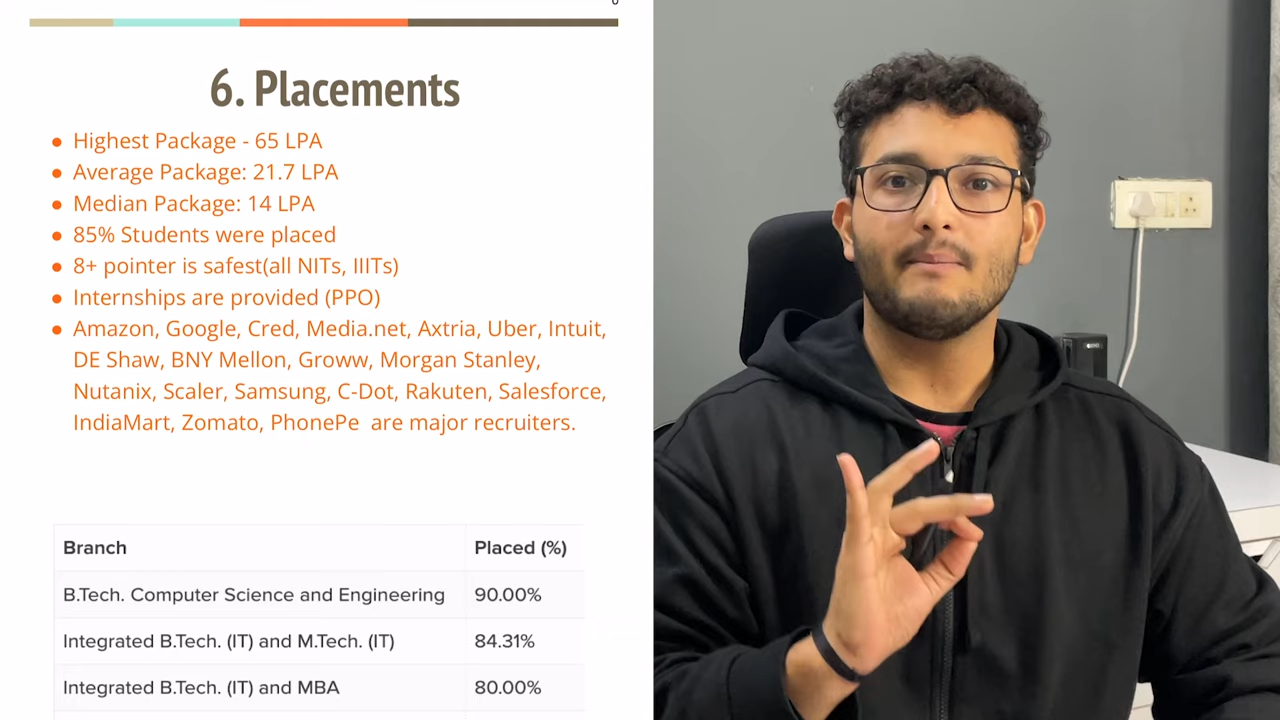 6. Placements
● Highest Package - 65 LPA
● Average Package: 21.7 LPA
● Median Package: 14 LPA
● 85% Students were placed
● 8+ pointer is safest(all NITs, IIITs)
● Internships are provided (PPO)
● Amazon, Google, Cred, Media.net, Axtria, Uber, Intuit,
DE Shaw, BNY Mellon, Groww, Morgan Stanley,
Nutanix, Scaler, Samsung, C-Dot, Rakuten, Salesforce,
IndiaMart, Zomato, PhonePe are major recruiters.
Branch Placed (%)
B.Tech. Computer Science and Engineering 90.00%
Integrated B.Tech. (IT) and M.Tech. (IT) 84.31%
Integrated B.Tech. (IT) and MBA 80.00%